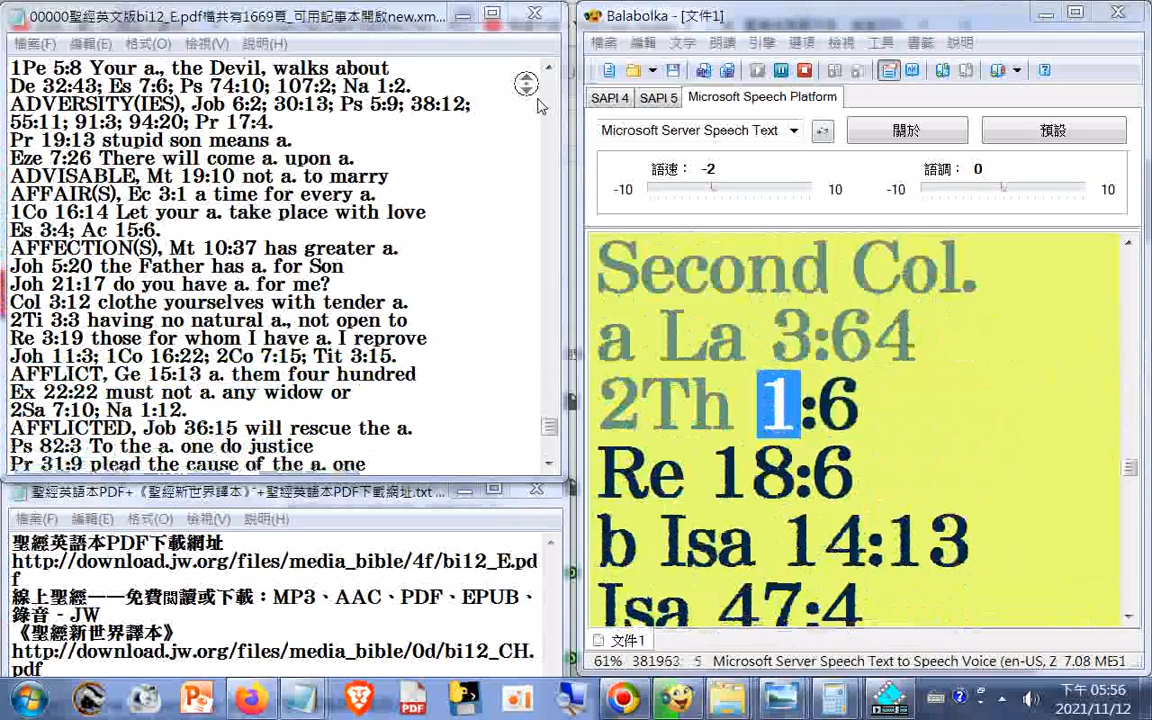 00000聖經英文版bi12_E.pdf檔共有1669頁_可用記事本開啟new.xm...
檔案(F) 編輯(E) 格式(O) 檢視(V) 說明(H)
1Pe 5:8 Your a., the Devil, walks about
De 32:43; Es 7:6; Ps 74:10; 107:2; Na 1:2.
ADVERSITY(IES), Job 6:2; 30:13; Ps 5:9; 38:12;
55:11; 91:3; 94:20; Pr 17:4.
Pr 19:13 stupid son means a.
Eze 7:26 There will come a. upon a.
ADVISABLE, Mt 19:10 not a. to marry
AFFAIR(S), Ec 3:1 a time for every a.
1Co 16:14 Let your a. take place with love
Es 3:4; Ac 15:6.
AFFECTION(S), Mt 10:37 has greater a.
Joh 5:20 the Father has a. for Son
Joh 21:17 do you have a. for me?
Col 3:12 clothe yourselves with tender a.
2Ti 3:3 having no natural a., not open to
Re 3:19 those for whom I have a. I reprove
Joh 11:3; 1Co 16:22; 2Co 7:15; Tit 3:15.
AFFLICT, Ge 15:13 a. them four hundred
Ex 22:22 must not a. any widow or
2Sa 7:10; Na 1:12.
AFFLICTED, Job 36:15 will rescue the a.
Ps 82:3 To the a. one do justice
Pr 31:9 plead the cause of the a. one
聖經英語本PDF+《聖經新世界譯本》+聖經英語本PDF下載網址.txt ...
檔案(F) 編輯(E) 格式(O) 檢視(V) 說明(H)
聖經英語本PDF下載網址
http://download.jw.org/files/media_bible/4f/bi12_E.pd
f
線上聖經——免費閱讀或下載：MP3、AAC、PDF、EPUB、
錄音 - JW
《聖經新世界譯本》
http://download.jw.org/files/media_bible/0d/bi12_CH.
pdf
Balabolka - [文件1]
檔案 編輯 文字 朗讀 引擎 選項 檢視 工具 書籤 說明
SAPI 4 SAPI 5 Microsoft Speech Platform
Microsoft Server Speech Text 關於 預設
語速： -2 語調： 0
-10 10 -10 10
Second Col.
a La 3:64
2Th 1:6
Re 18:6
b Isa 14:13
Isa 47:4
文件1
61% 381953 Microsoft Server Speech Text to Speech Voice (en-US, Z 7.08 ME51
下午 05:56
2021/11/12